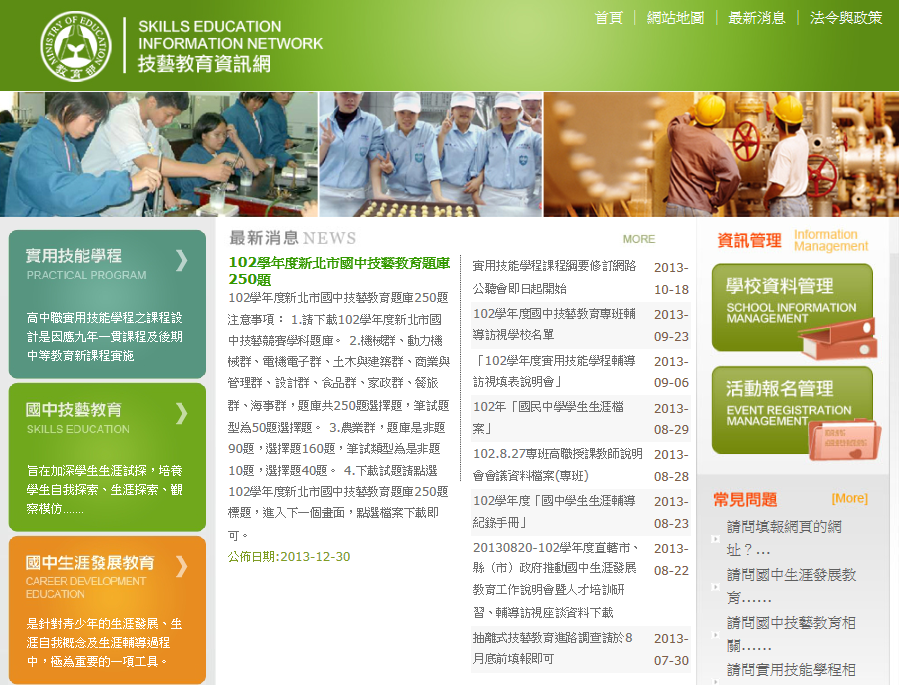 MINISTRY OF EDUCATION
教育部
SKILLS EDUCATION
INFORMATION NETWORK
技藝教育資訊網
首頁 | 網站地圖 | 最新消息 | 法令與政策
實用技能學程
PRACTICAL PROGRAM
高中職實用技能學程之課程設
計是因應九年一貫課程及後期
中等教育新課程實施
國中技藝教育
SKILLS EDUCATION
旨在加深學生生涯試探，培養
學生自我探索、生涯探索、觀
察模仿.......
國中生涯發展教育
CAREER DEVELOPMENT
EDUCATION
是針對青少年的生涯發展、生
涯自我概念及生涯輔導過程
中，極為重要的一項工具。
最新消息 NEWS
MORE
102學年度新北市國中技藝教育題庫
250題
102學年度新北市國中技藝教育題庫250題
注意事項： 1.請下載102學年度新北市國
中技藝競賽學科題庫。 2.機械群、動力機
械群、電機電子群、土木與建築群、商業與
管理群、設計群、食品群、家政群、餐旅
群、海事群，題庫共250題選擇題，筆試題
型為50題選擇題。 3.農業群，題庫是非題
90題，選擇題160題，筆試類型為是非題
10題，選擇題40題。 4.下載試題請點選
102學年度新北市國中技藝教育題庫250題
標題，進入下一個畫面，點選檔案下載即
可。
公佈日期:2013-12-30
實用技能學程課程綱要修訂網路 2013-
公聽會即日起開始 10-18
102學年度國中技藝教育專班輔 2013-
導訪視學校名單 09-23
「102學年度實用技能學程輔導 2013-
訪視填表說明會」 09-06
102年「國民中學學生生涯檔 2013-
案」 08-29
102.8.27專班高職授課教師說明 2013-
會會議資料檔案(專班) 08-28
102學年度「國中學生生涯輔導 2013-
紀錄手冊」 08-23
20130820-102學年度直轄市、 2013-
縣（市）政府推動國中生涯發展 08-22
教育工作說明會暨人才培訓研
習、輔導訪視座談資料下載
抽離式技藝教育進路調查請於8 2013-
月底前填報即可 07-30
資訊管理 Information
Management
學校資料管理
SCHOOL INFORMATION
MANAGEMENT
活動報名管理
EVENT REGISTRATION
MANAGEMENT
常見問題 [More]
請問填報網頁的網
址？...
請問國中生涯發展教
育......
請問國中技藝教育相
關......
請問實用技能學程相